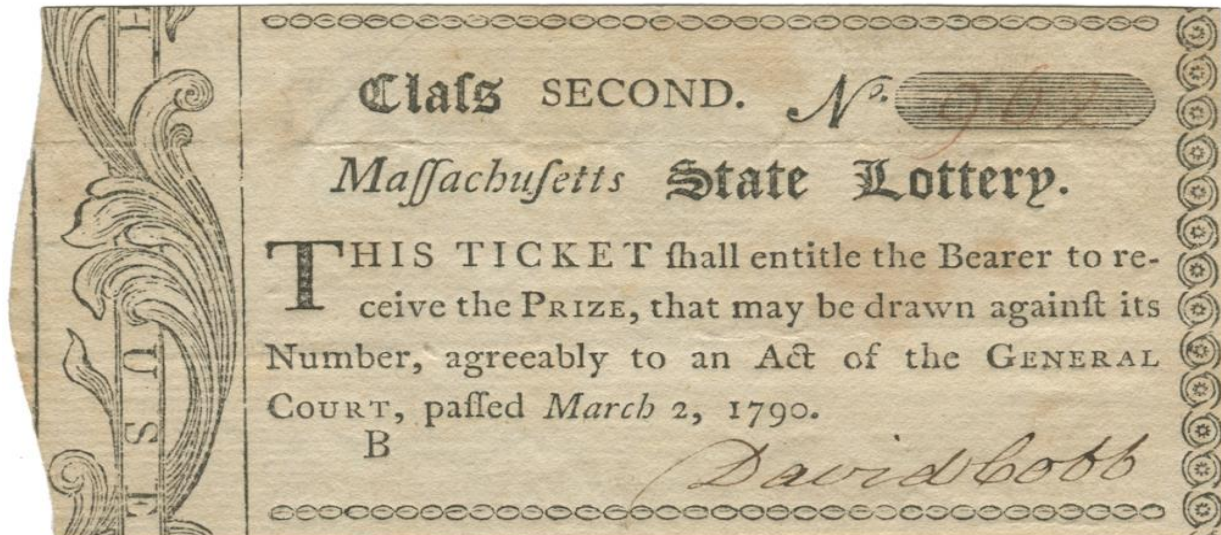 Claſs SECOND. No. 962
Maſſachuſetts State Lottery.
THIS TICKET ſhall entitle the Bearer to re-
ceive the PRIZE, that may be drawn againſt its
Number, agreeably to an Act of the GENERAL
COURT, paſſed March 2, 1790.
B
David Cobb
U S